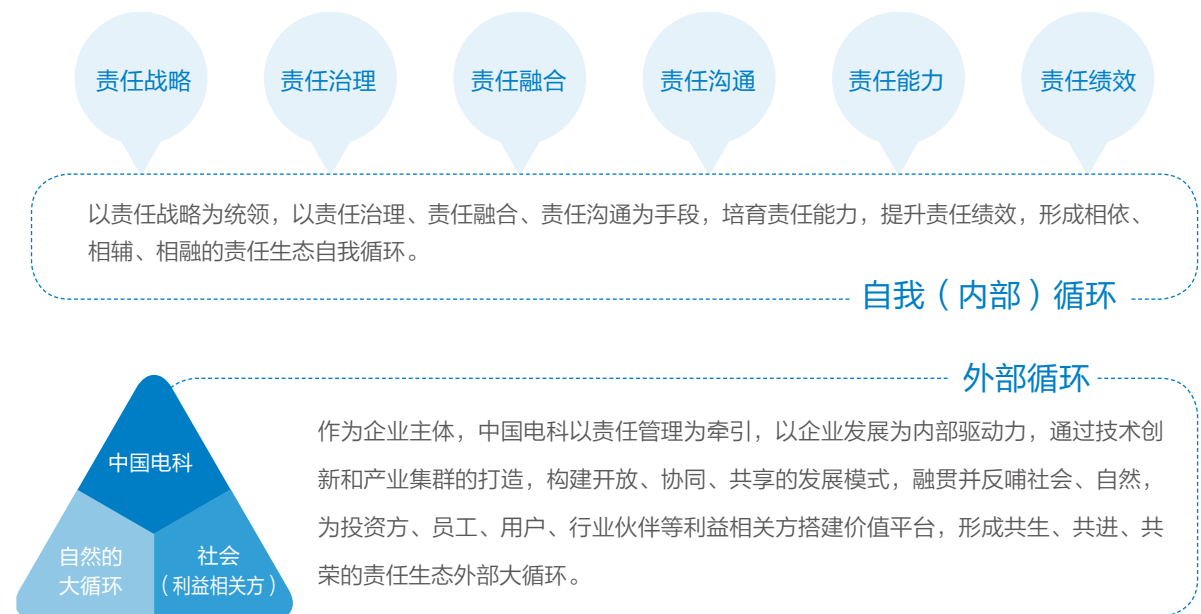 责任战略
责任治理
责任融合
责任沟通
责任能力
责任绩效
以责任战略为统领，以责任治理、责任融合、责任沟通为手段，培育责任能力，提升责任绩效，形成相依、
相辅、相融的责任生态自我循环。
自我（内部）循环
外部循环
中国电科
自然的
大循环
社会
（利益相关方）
作为企业主体，中国电科以责任管理为牵引，以企业发展为内部驱动力，通过技术创
新和产业集群的打造，构建开放、协同、共享的发展模式，融贯并反哺社会、自然，
为投资方、员工、用户、行业伙伴等利益相关方搭建价值平台，形成共生、共进、共
荣的责任生态外部大循环。